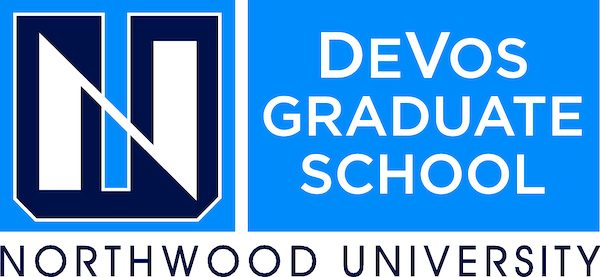 N
DEVOS
GRADUATE
SCHOOL
NORTHWOOD UNIVERSITY